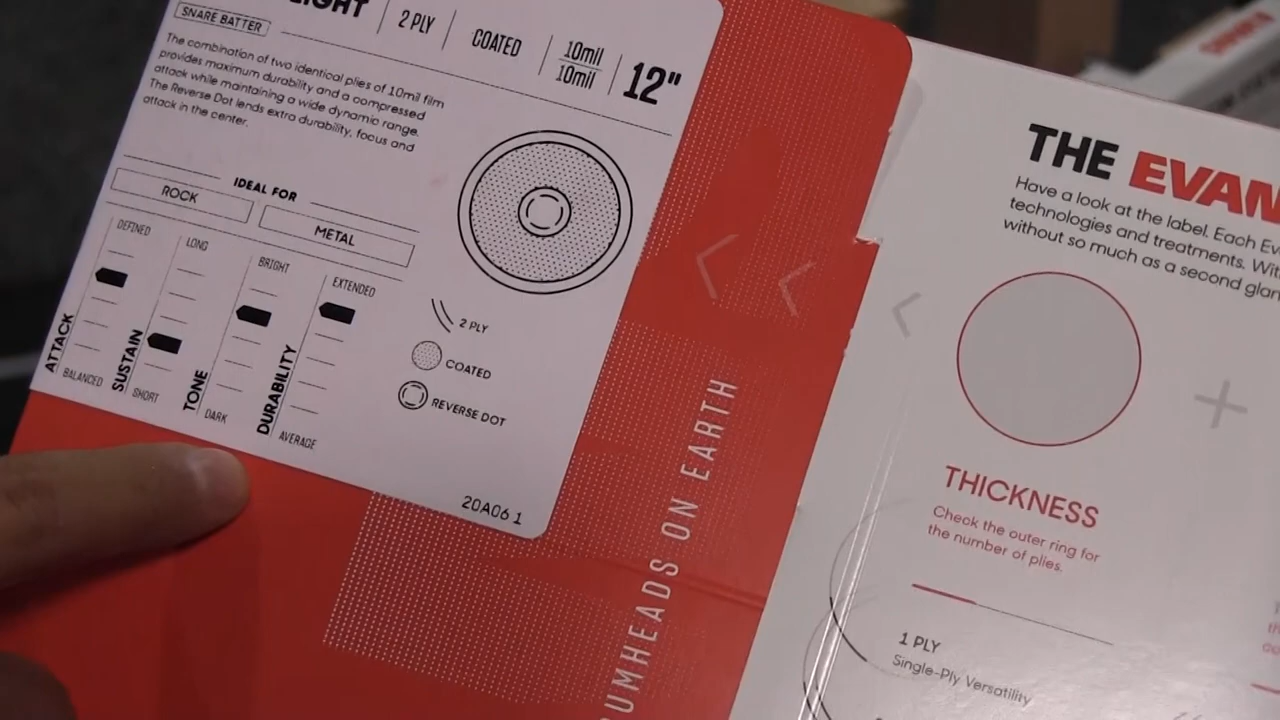 2 PLY
COATED
10mil
10mil
12"
SNARE BATTER
The combination of two identical plies of 10mil film
provides maximum durability and a compressed
attack while maintaining a wide dynamic range.
The Reverse Dot lends extra durability, focus and
attack in the center.
IDEAL FOR
ROCK
METAL
DEFINED
LONG
BRIGHT
EXTENDED
ATTACK
SUSTAIN
TONE
DURABILITY
BALANCED
SHORT
DARK
AVERAGE
2 PLY
COATED
REVERSE DOT
20A06 1
UMHEADS ON EARTH
THE EVAN
Have a look at the label. Each
technologies and treatments.
without so much as a second
THICKNESS
Check the outer ring for
the number of plies.
1 PLY
Single-Ply Versatility